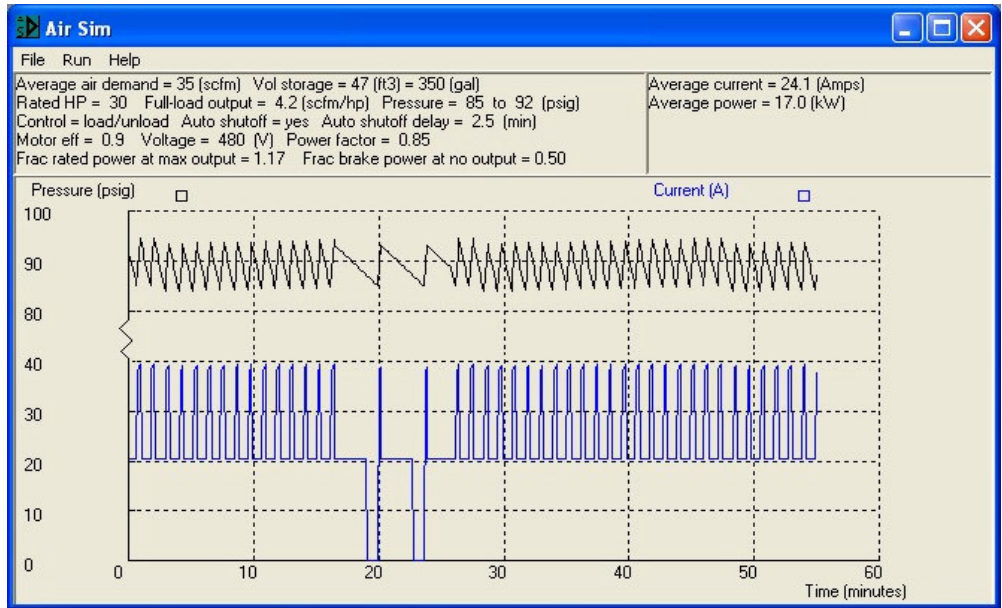 Air Sim
File Run Help
Average air demand = 35 (scfm) Vol storage = 47 (ft3) = 350 (gal)
Rated HP = 30 Full-load output = 4.2 (scfm/hp) Pressure = 85 to 92 (psig)
Control = load/unload Auto shutoff = yes Auto shutoff delay = 2.5 (min)
Motor eff = 0.9 Voltage = 480 (V) Power factor = 0.85
Frac rated power at max output = 1.17 Frac brake power at no output = 0.50
Average current = 24.1 (Amps)
Average power = 17.0 (kW)
Pressure (psig)
Current (A)
100
90
80
40
30
20
10
0
0 10 20 30 40 50 60
Time (minutes)